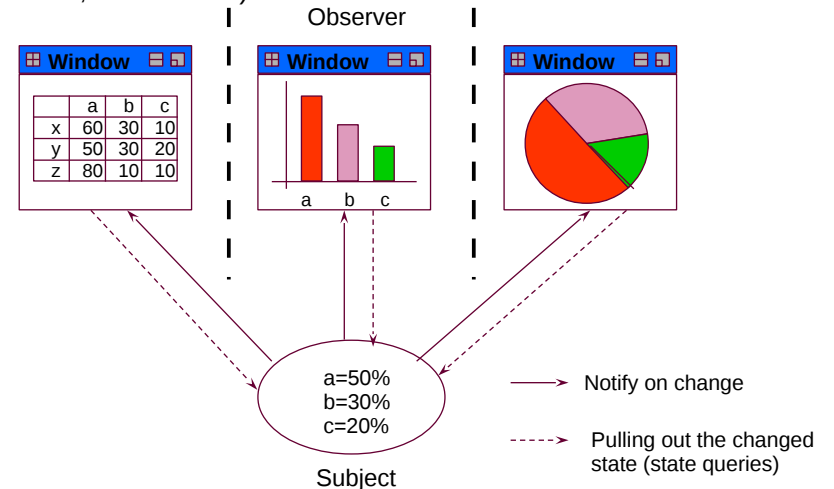 Observer
Window
Window
Window
a b c
x 60 30 10
y 50 30 20
z 80 10 10
a b c
a=50%
b=30%
c=20%
Subject
Notify on change
Pulling out the changed
state (state queries)